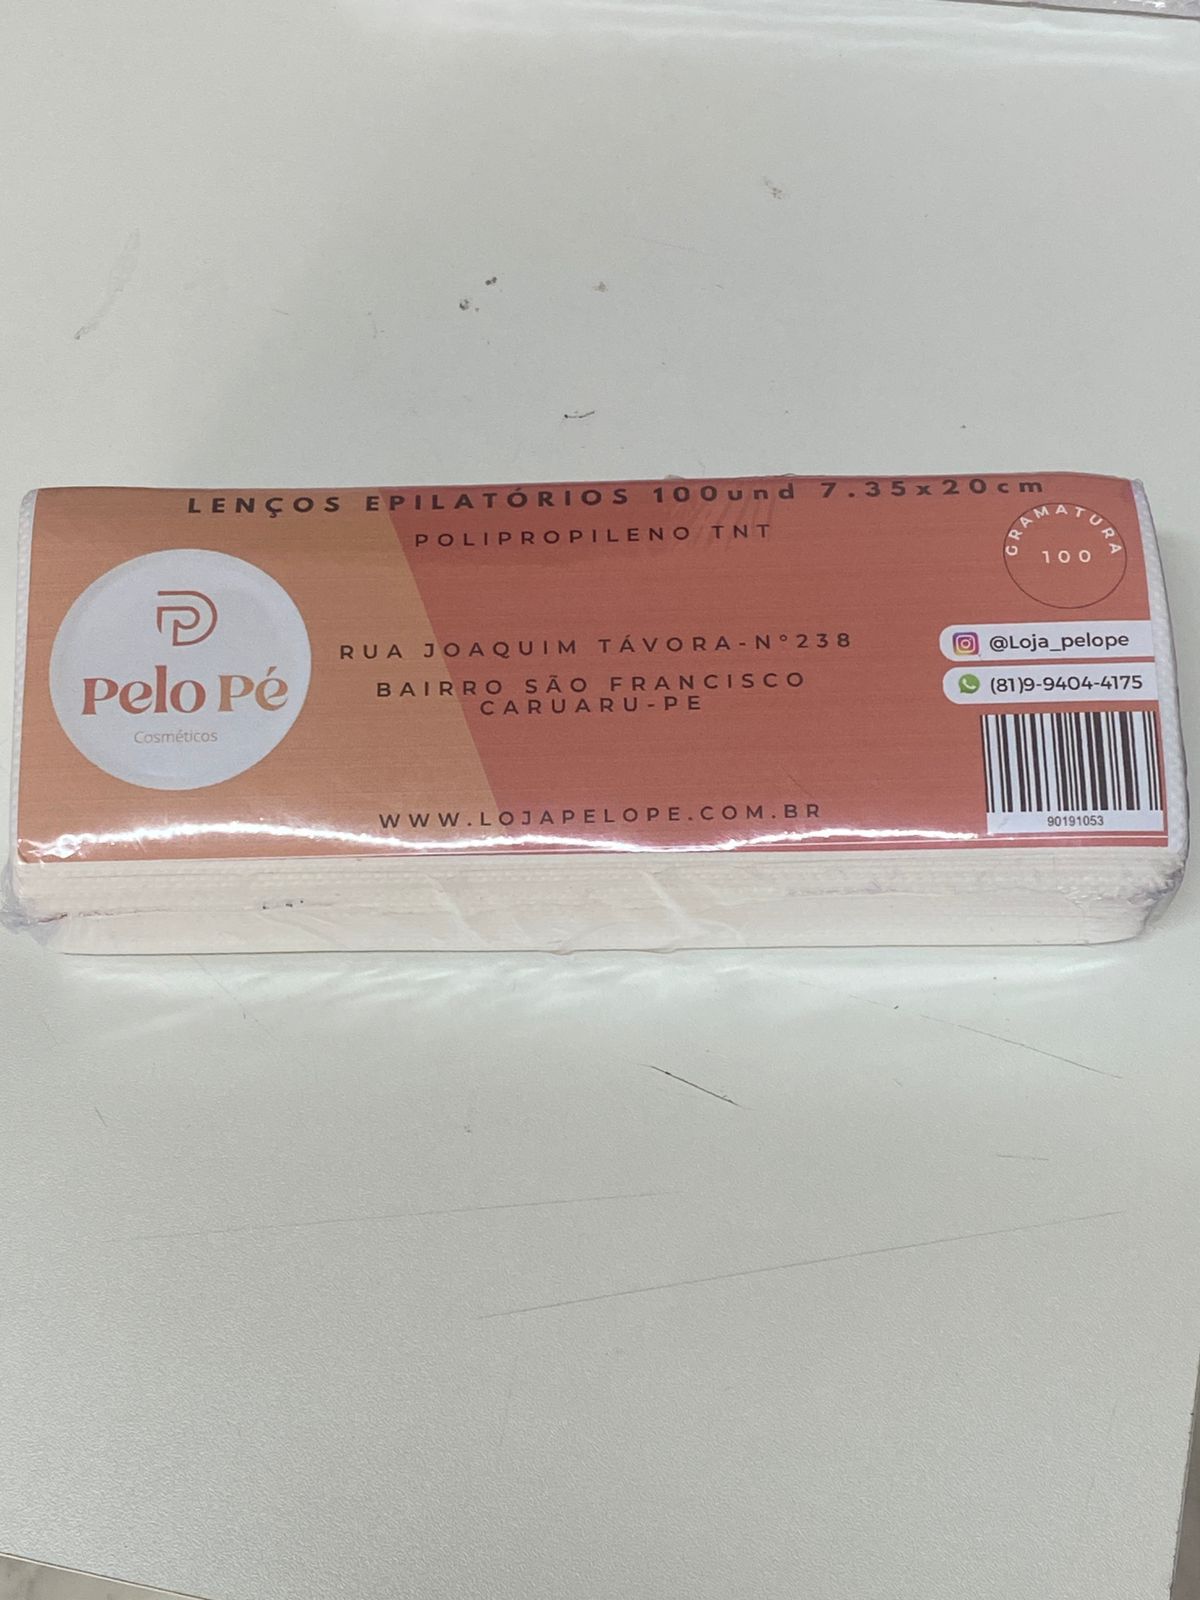 LENÇOS EPILATÓRIOS 100und 7.35x20cm
POLIPROPILENO TNT
GRAMATURA
100
P
Pelo Pé
Cosméticos
RUA JOAQUIM TÁVORA-N°238
BAIRRO SÃO FRANCISCO
CARUARU-PE
@Loja_pelope
(81)9-9404-4175
90191053
WWW.LOJAPELOPE.COM.BR